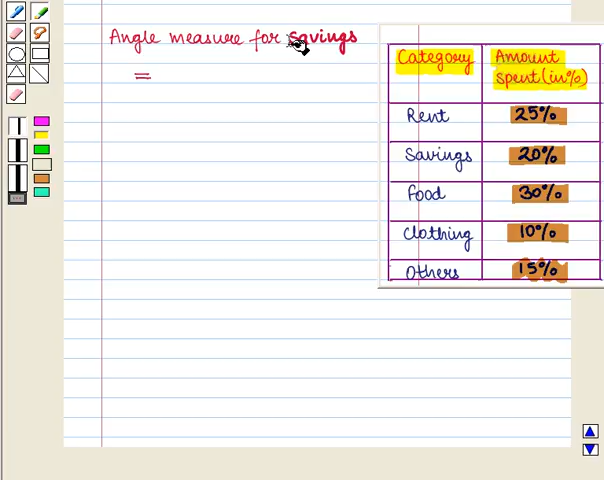 Angle measure for savings
=
Category Amount spent (in %)
Rent 25%
Savings 20%
Food 30%
Clothing 10%
Others 15%